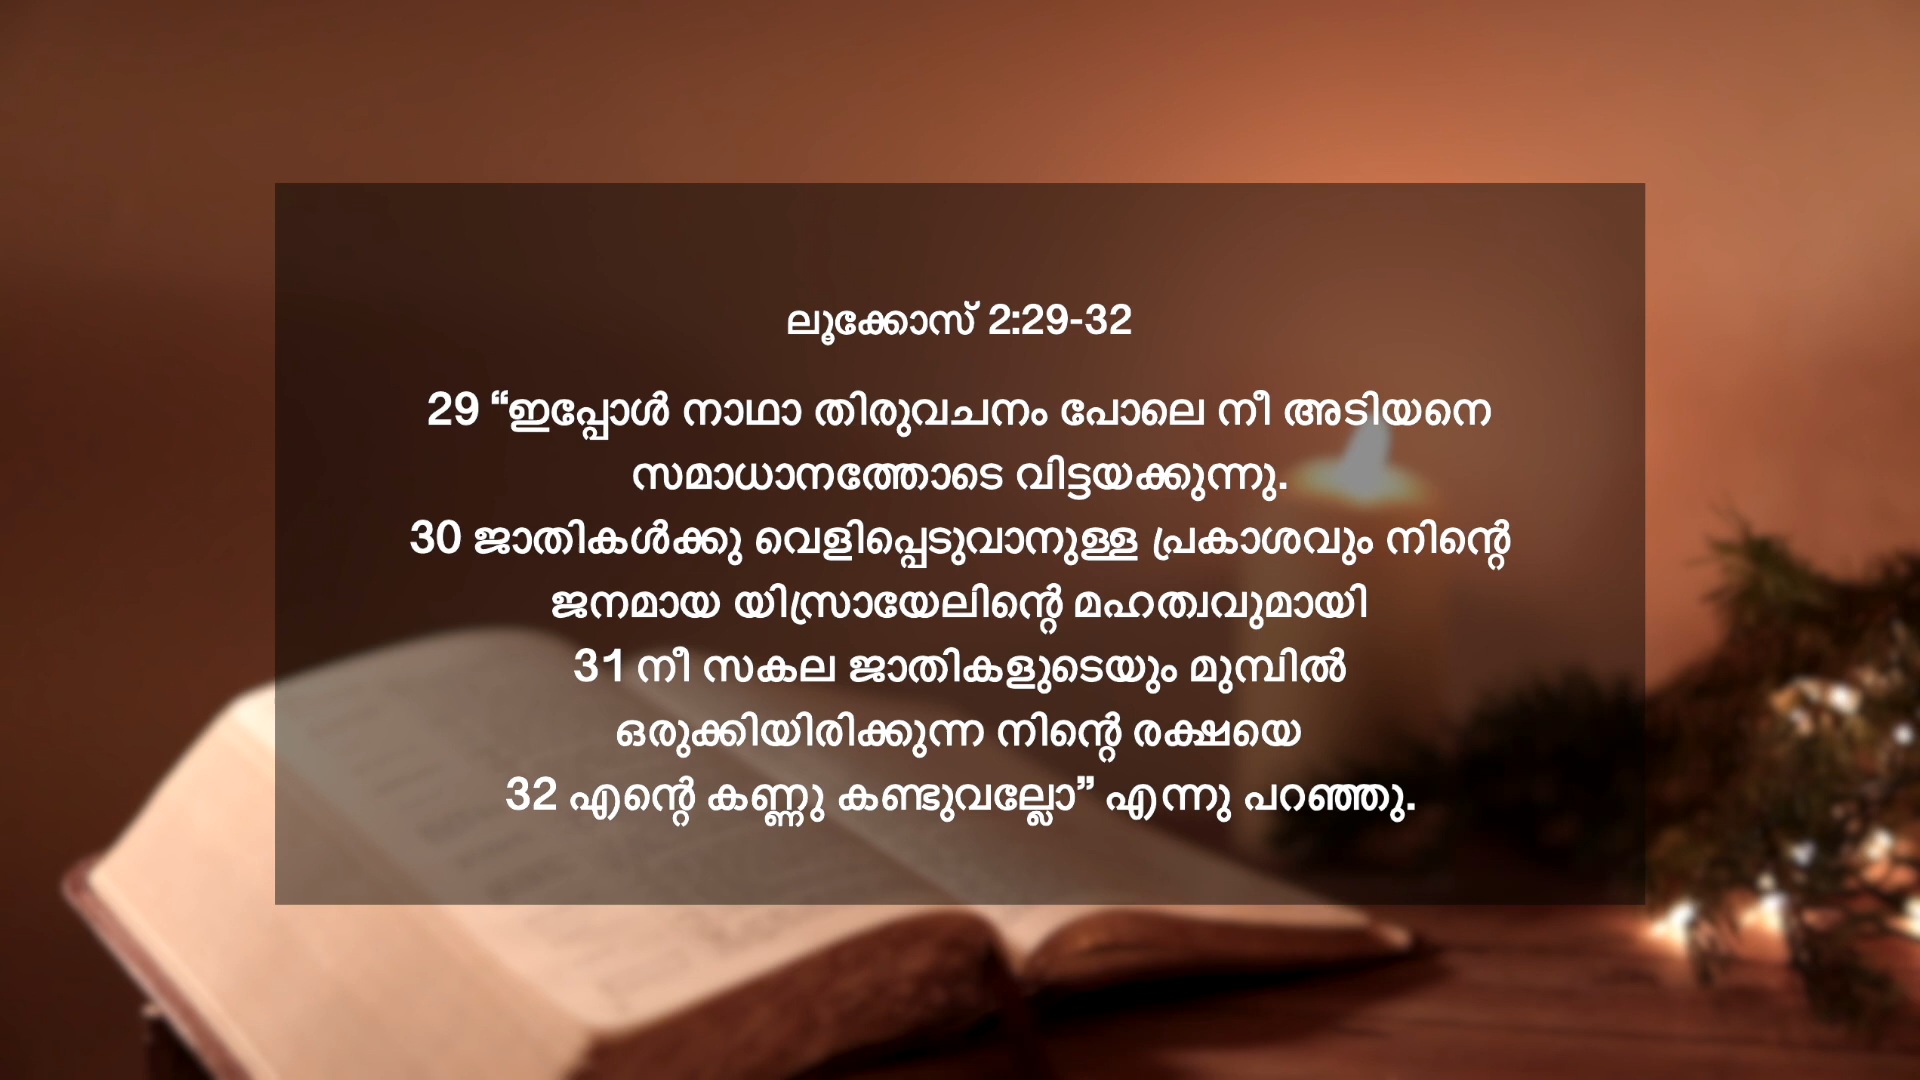 ലൂക്കോസ് 2:29-32
29 “ഇപ്പോൾ നാഥാ തിരുവചനം പോലെ നീ അടിയനെ
സമാധാനത്തോടെ വിട്ടയക്കുന്നു.
30 ജാതികൾക്കു വെളിപ്പെടുവാനുള്ള പ്രകാശവും നിന്റെ
ജനമായ യിസ്രായേലിന്റെ മഹത്വവുമായി
31 നീ സകല ജാതികളുടെയും മുമ്പിൽ
ഒരുക്കിയിരിക്കുന്ന നിന്റെ രക്ഷയെ
32 എന്റെ കണ്ണു കണ്ടുവല്ലോ” എന്നു പറഞ്ഞു.